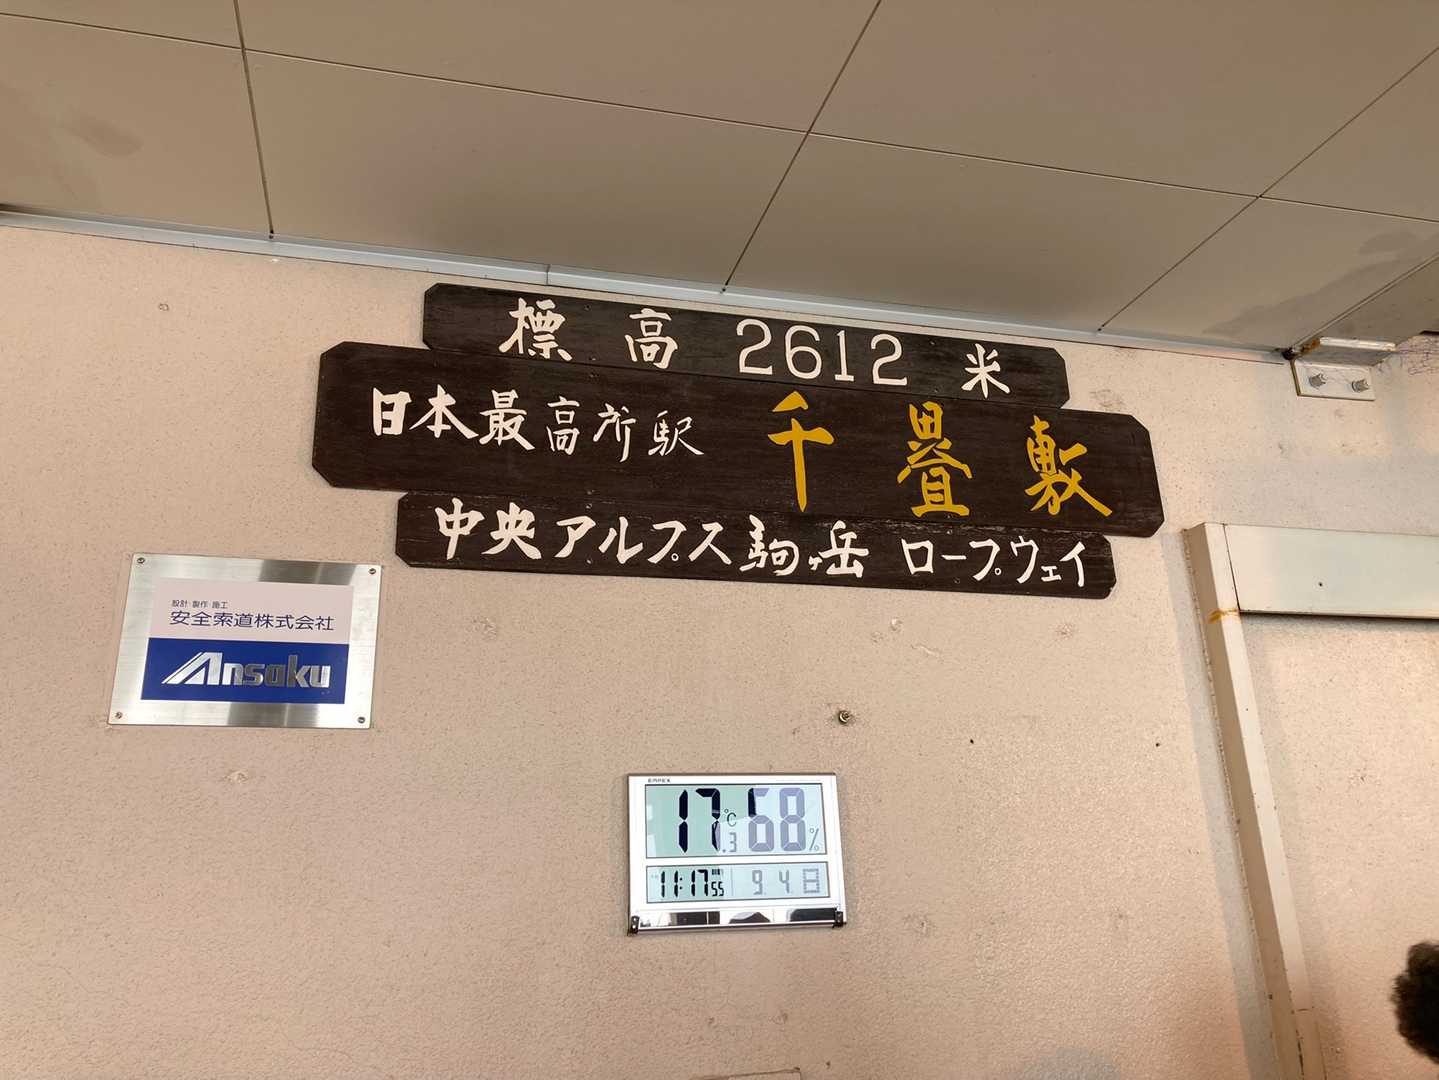 標高 2612 米
日本最高所駅 千畳敷
中央アルプス駒ヶ岳 ロープウェイ
設計・製作・施工
安全索道株式会社
Ansaku
EMPEX
17.3 ℃ 68 %
11:17 55 9. 4. 日